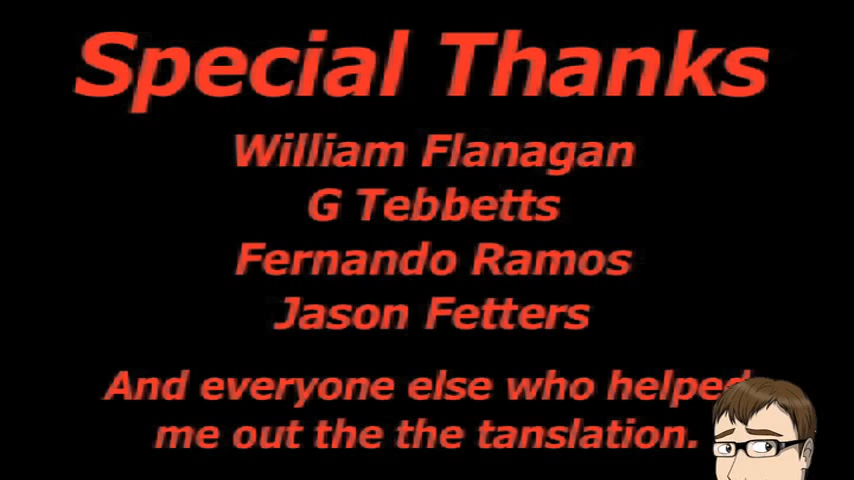 Special Thanks
William Flanagan
G Tebbetts
Fernando Ramos
Jason Fetters
And everyone else who helped
me out the the tanslation.